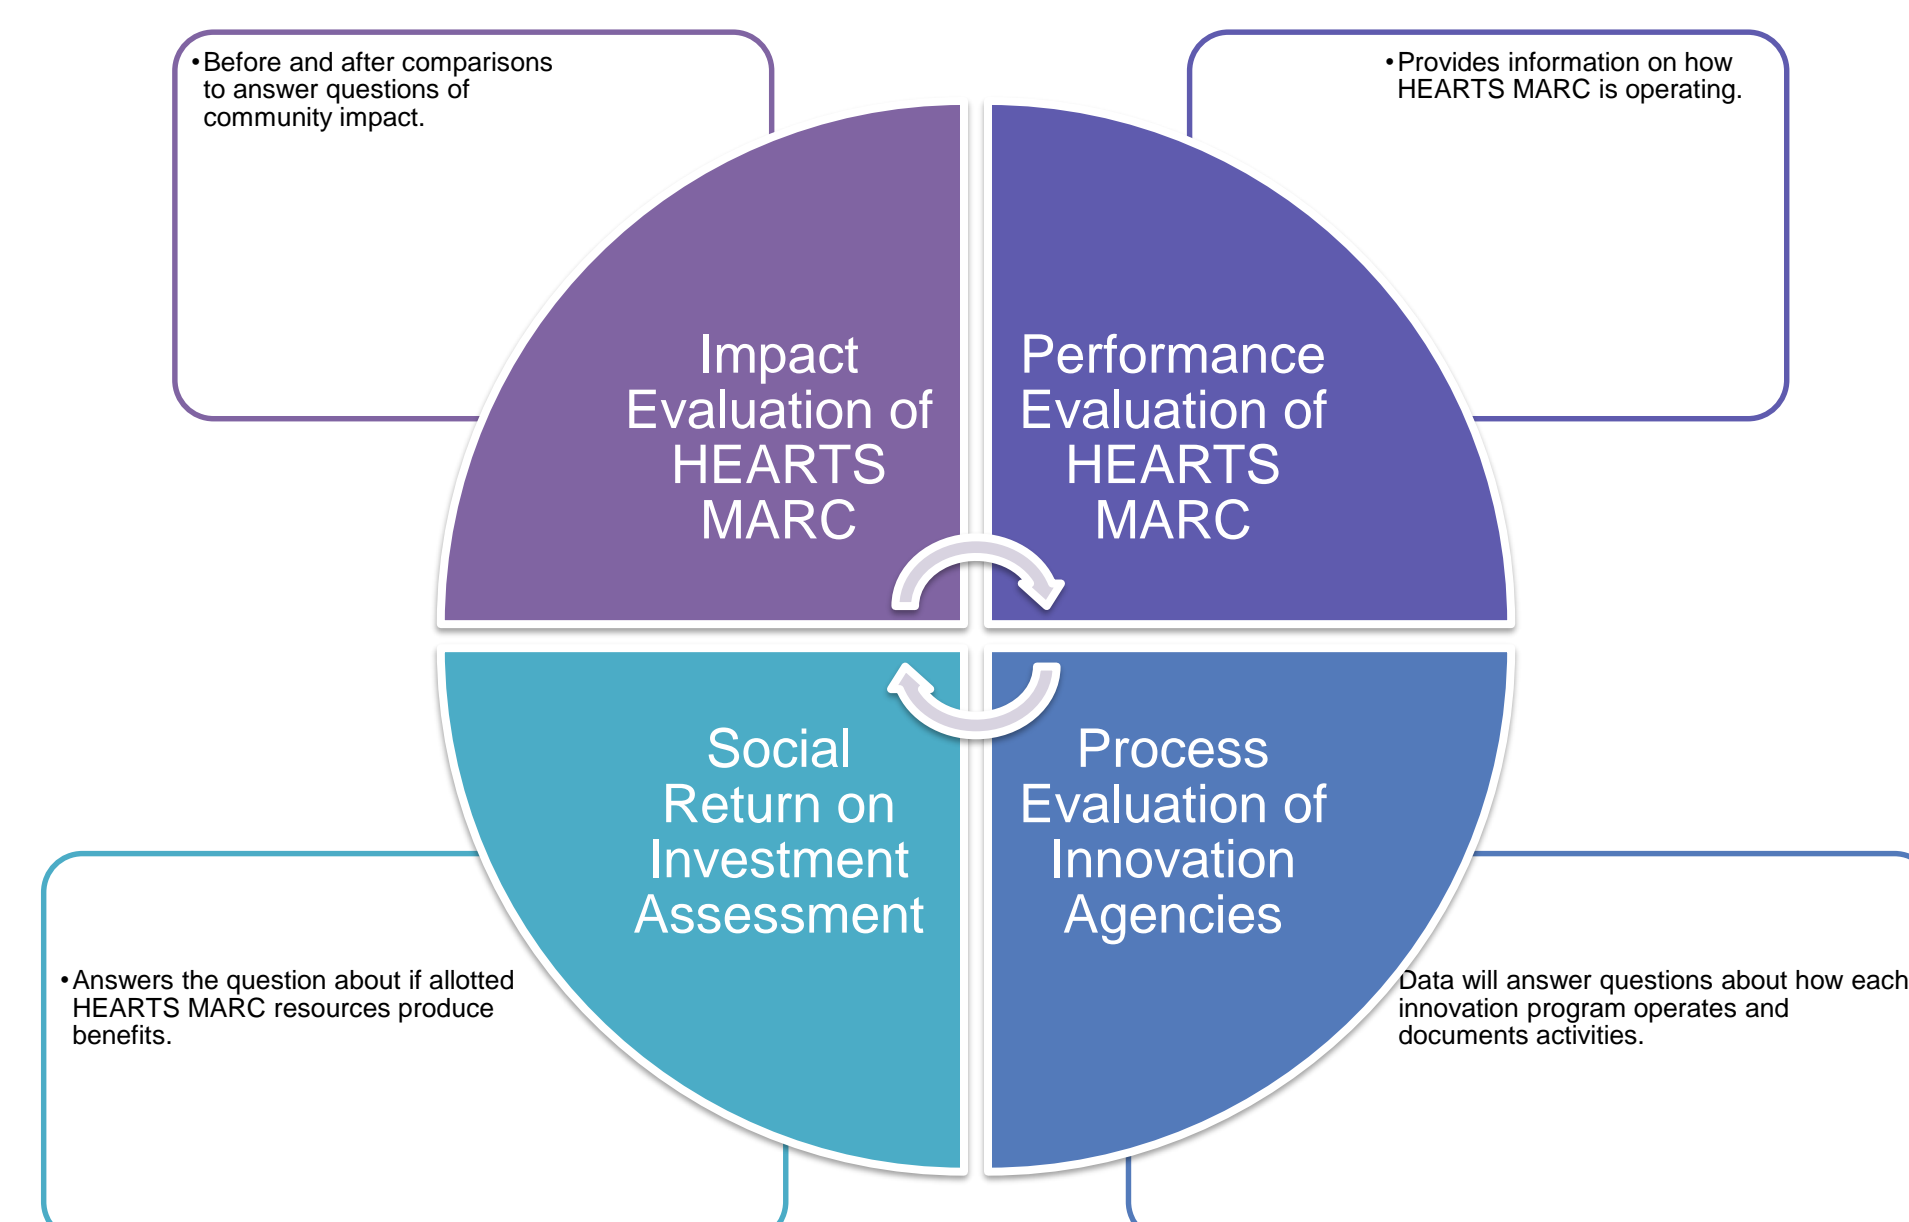 •Before and after comparisons
to answer questions of
community impact.
•Provides information on how
HEARTS MARC is operating.
Impact
Evaluation of
HEARTS
MARC
Performance
Evaluation of
HEARTS
MARC
Social
Return on
Investment
Assessment
Process
Evaluation of
Innovation
Agencies
•Answers the question about if allotted
HEARTS MARC resources produce
benefits.
Data will answer questions about how each
innovation program operates and
documents activities.